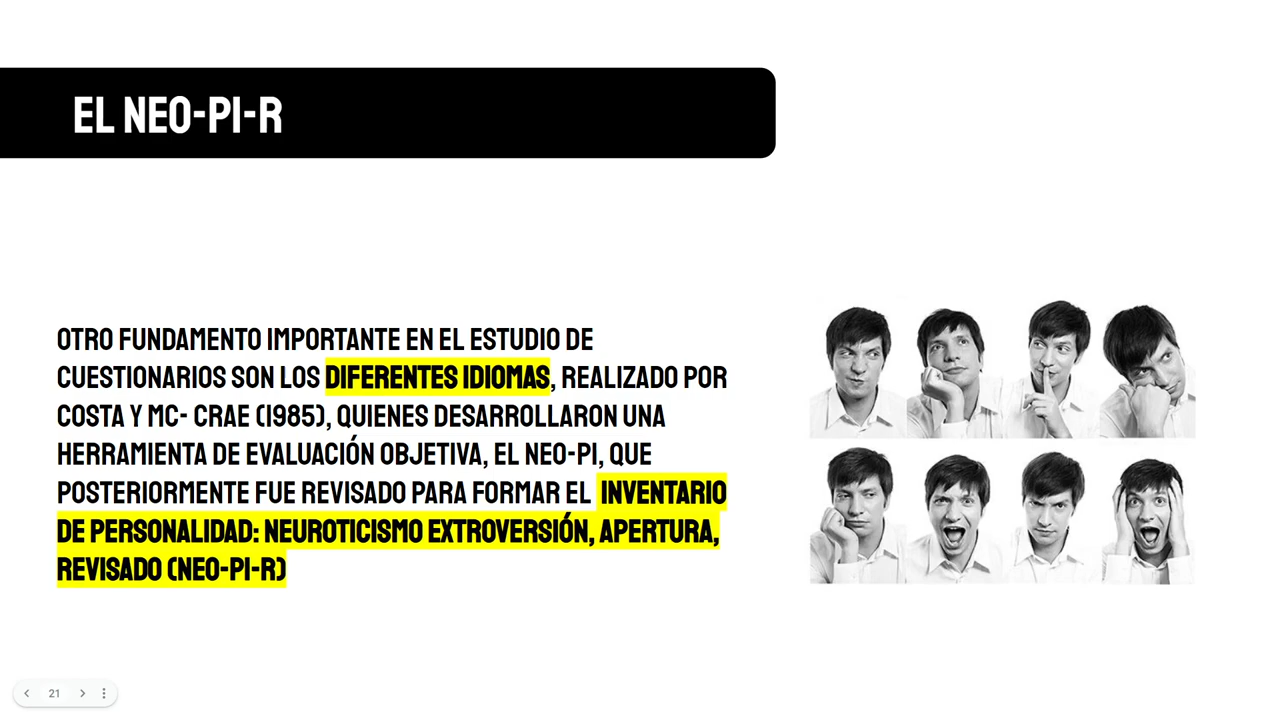 EL NEO-PI-R
OTRO FUNDAMENTO IMPORTANTE EN EL ESTUDIO DE
CUESTIONARIOS SON LOS DIFERENTES IDIOMAS, REALIZADO POR
COSTA Y MC- CRAE (1985), QUIENES DESARROLLARON UNA
HERRAMIENTA DE EVALUACIÓN OBJETIVA, EL NEO-PI, QUE
POSTERIORMENTE FUE REVISADO PARA FORMAR EL INVENTARIO
DE PERSONALIDAD: NEUROTICISMO EXTROVERSIÓN, APERTURA,
REVISADO (NEO-PI-R)
21